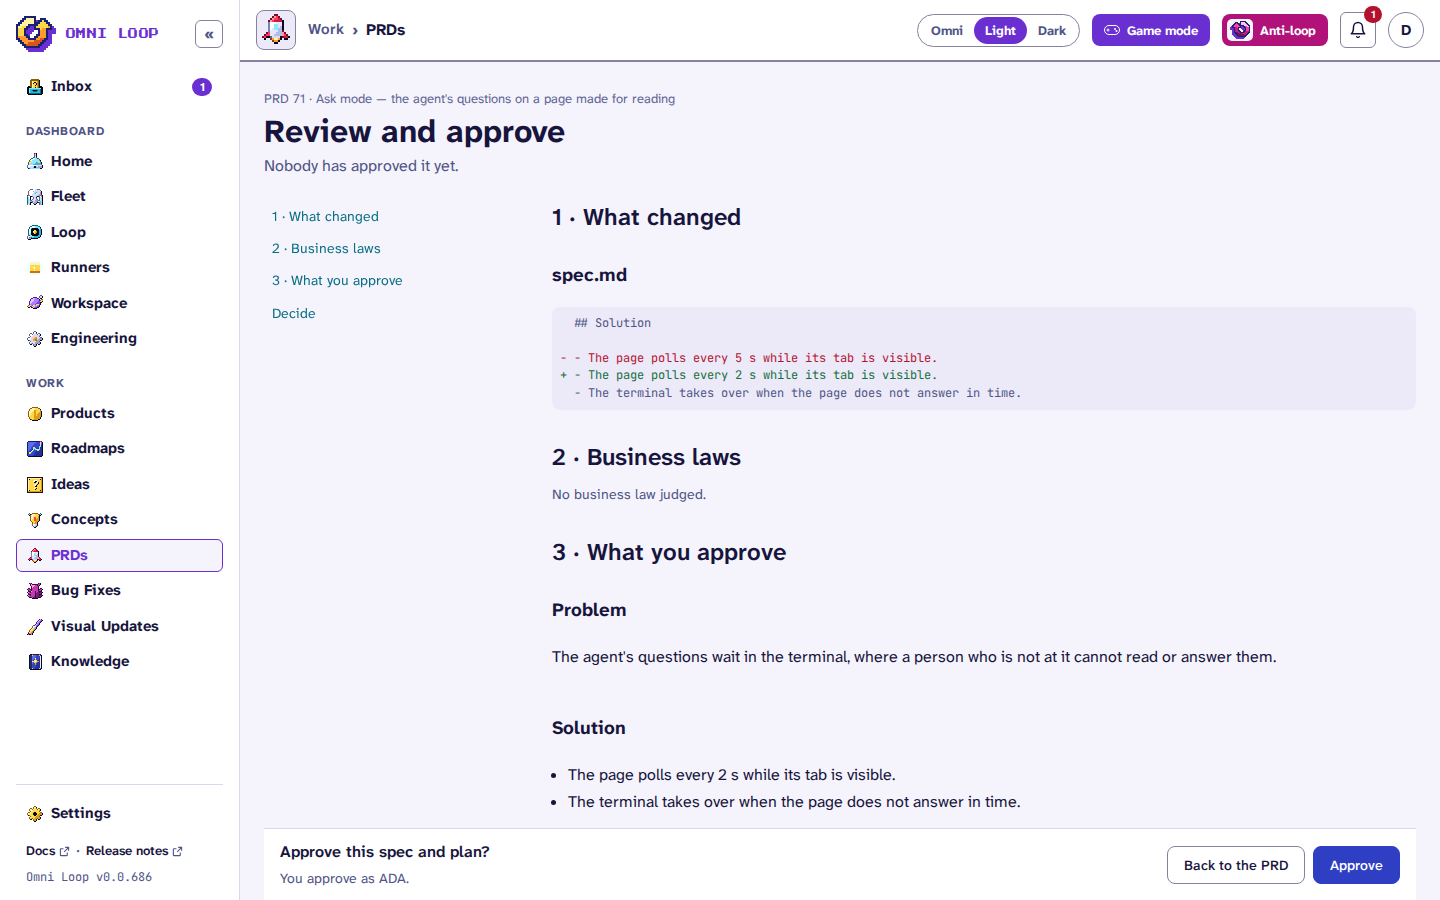 OMNI LOOP
«
Inbox
1
DASHBOARD
Home
Fleet
Loop
Runners
Workspace
Engineering
WORK
Products
Roadmaps
Ideas
Concepts
PRDs
Bug Fixes
Visual Updates
Knowledge
Settings
Docs · Release notes
Omni Loop v0.0.686
Work › PRDs
Omni
Light
Dark
Game mode
Anti-loop
1
D
PRD 71 · Ask mode — the agent's questions on a page made for reading
Review and approve
Nobody has approved it yet.
1 · What changed
2 · Business laws
3 · What you approve
Decide
1 · What changed
spec.md
## Solution
- - The page polls every 5 s while its tab is visible.
+ - The page polls every 2 s while its tab is visible.
- The terminal takes over when the page does not answer in time.
2 · Business laws
No business law judged.
3 · What you approve
Problem
The agent's questions wait in the terminal, where a person who is not at it cannot read or answer them.
Solution
• The page polls every 2 s while its tab is visible.
• The terminal takes over when the page does not answer in time.
Approve this spec and plan?
You approve as ADA.
Back to the PRD
Approve